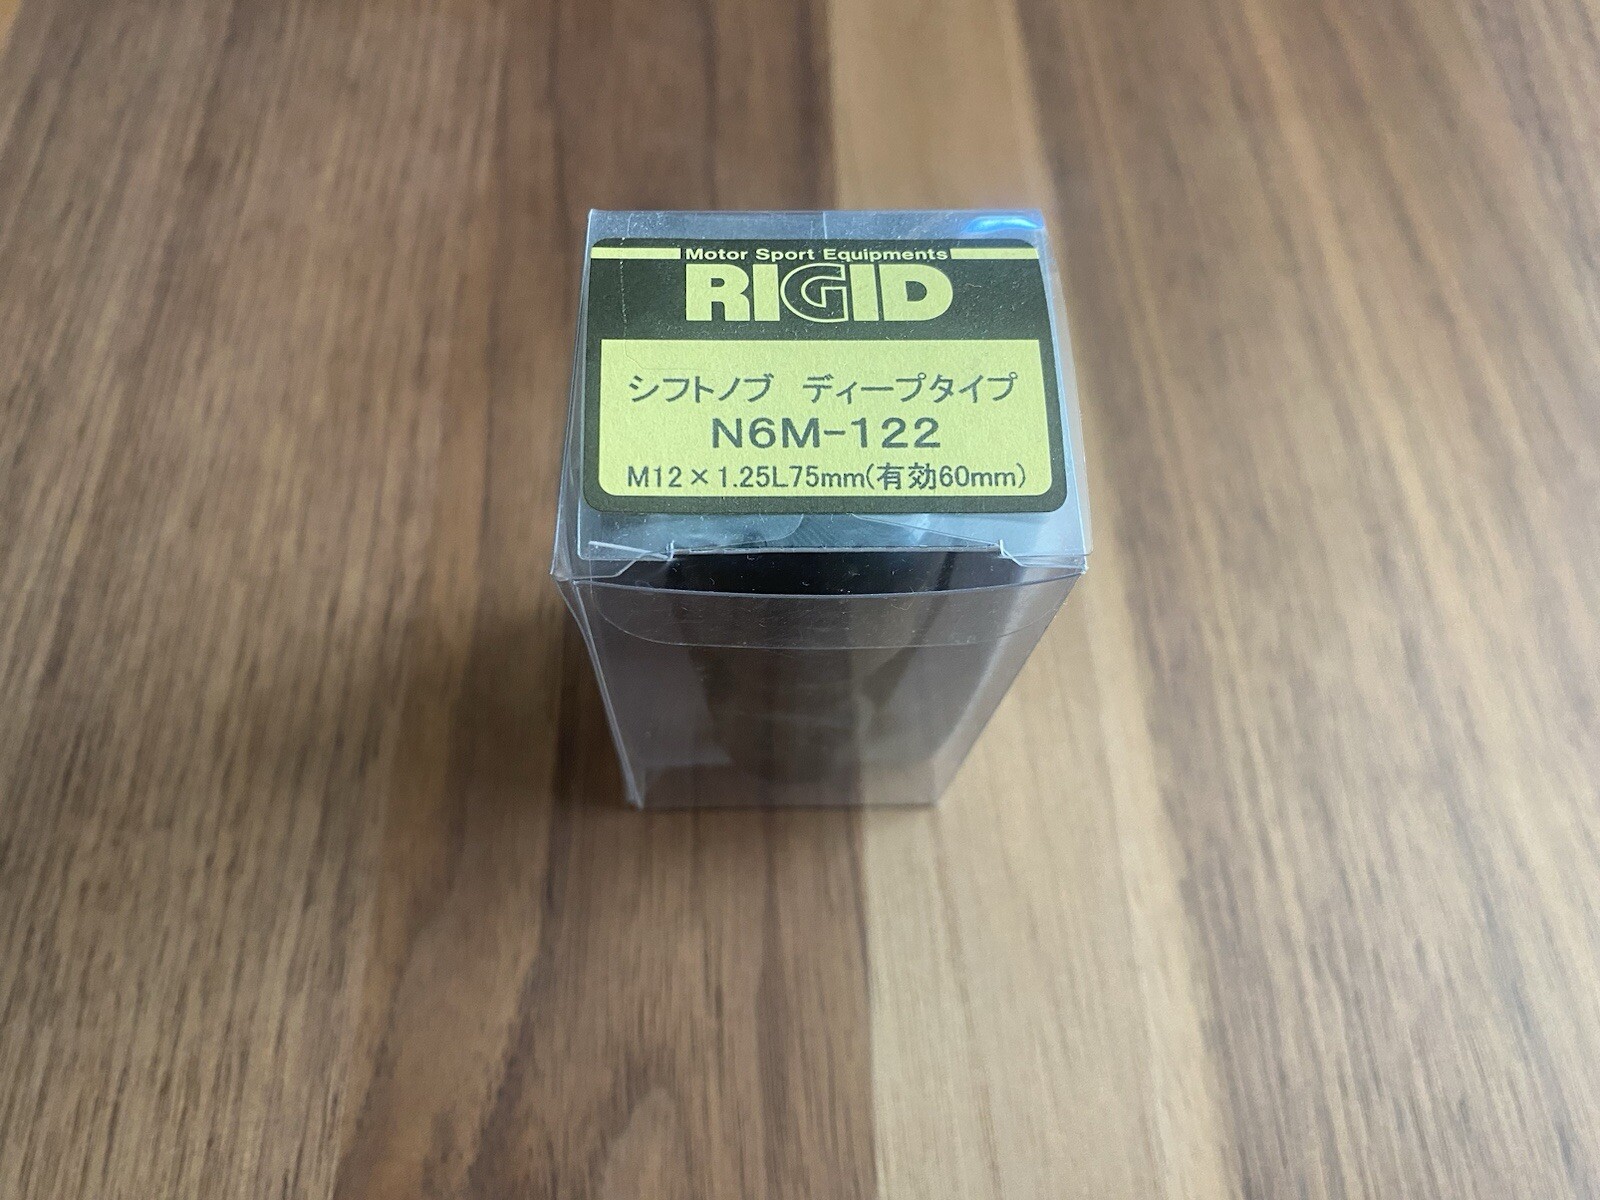 Motor Sport Equipments
RIGID
シフトノブ ディープタイプ
N6M-122
M12×1.25L75mm(有効60mm)